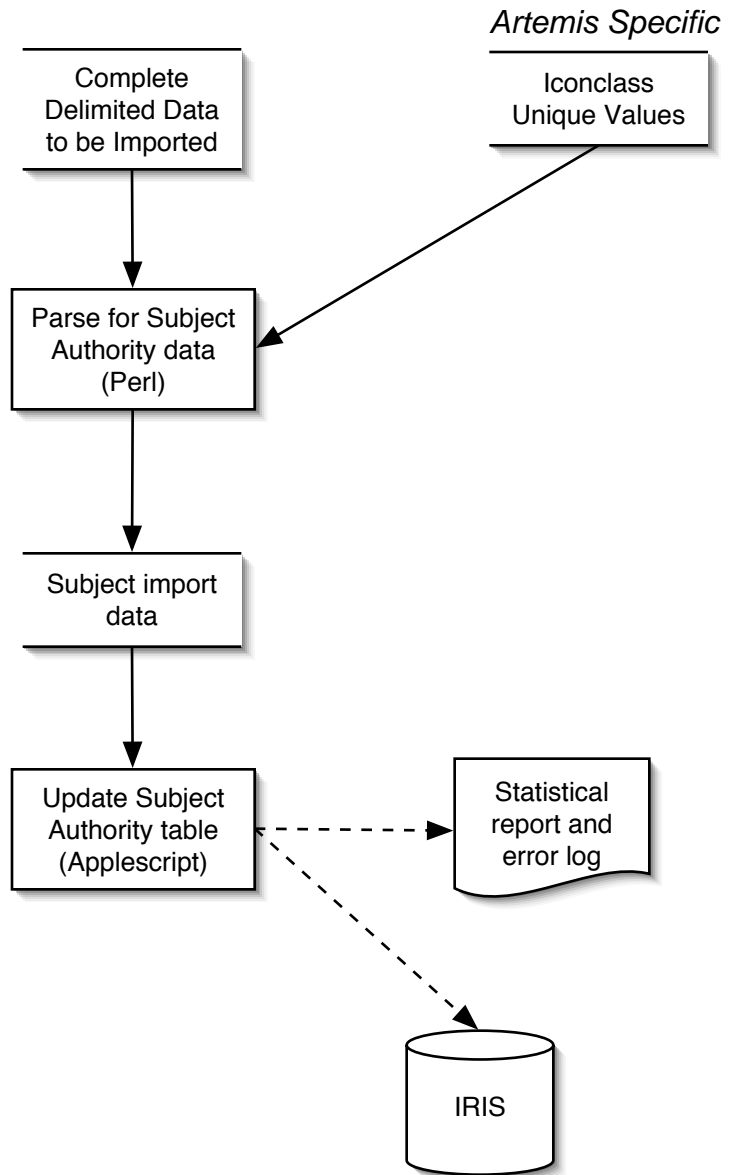 Artemis Specific
Complete
Delimited Data
to be Imported
Iconclass
Unique Values
Parse for Subject
Authority data
(Perl)
Subject import
data
Update Subject
Authority table
(Applescript)
Statistical
report and
error log
IRIS